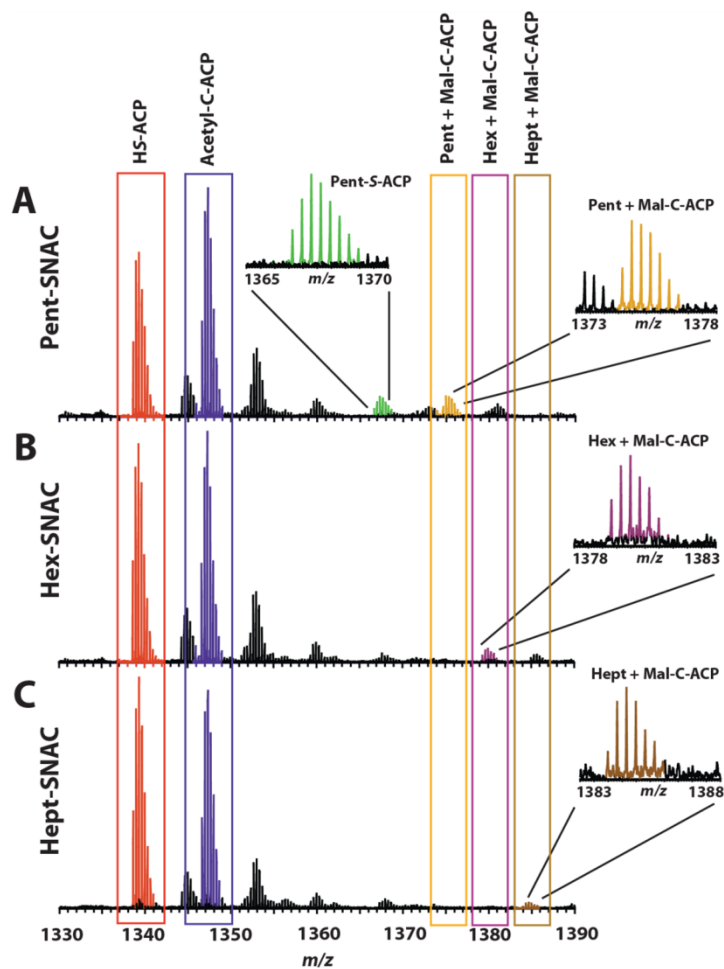 HS-ACP
Acetyl-C-ACP
Pent + Mal-C-ACP
Hex + Mal-C-ACP
Hept + Mal-C-ACP
A
Pent-SNAC
Pent-S-ACP
1365 m/z 1370
Pent + Mal-C-ACP
1373 m/z 1378
B
Hex-SNAC
Hex + Mal-C-ACP
1378 m/z 1383
C
Hept-SNAC
Hept + Mal-C-ACP
1383 m/z 1388
1330 1340 1350 1360 1370 1380 1390
m/z